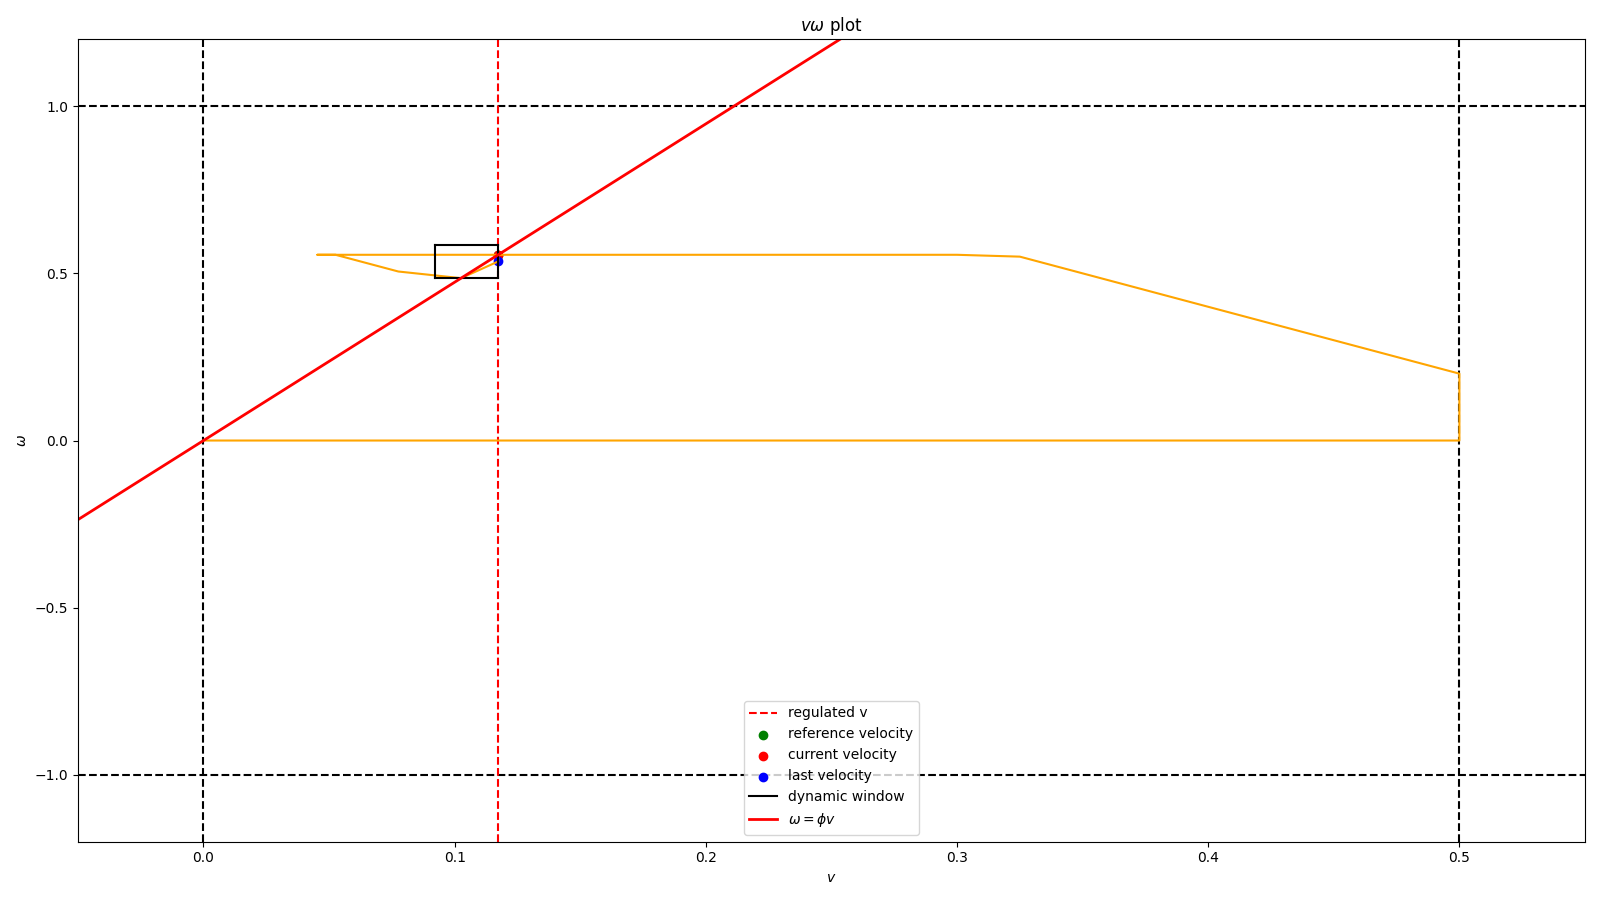 vω plot
1.0
0.5
0.0
−0.5
−1.0
ω
0.0 0.1 0.2 0.3 0.4 0.5
v
regulated v
reference velocity
current velocity
last velocity
dynamic window
ω = ϕv